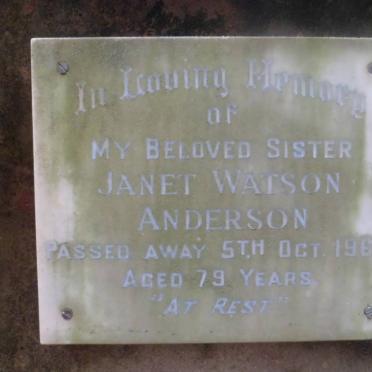 In Loving Memory
of
MY BELOVED SISTER
JANET WATSON
ANDERSON
PASSED AWAY 5TH OCT.
AGED 79 YEARS
"AT REST"